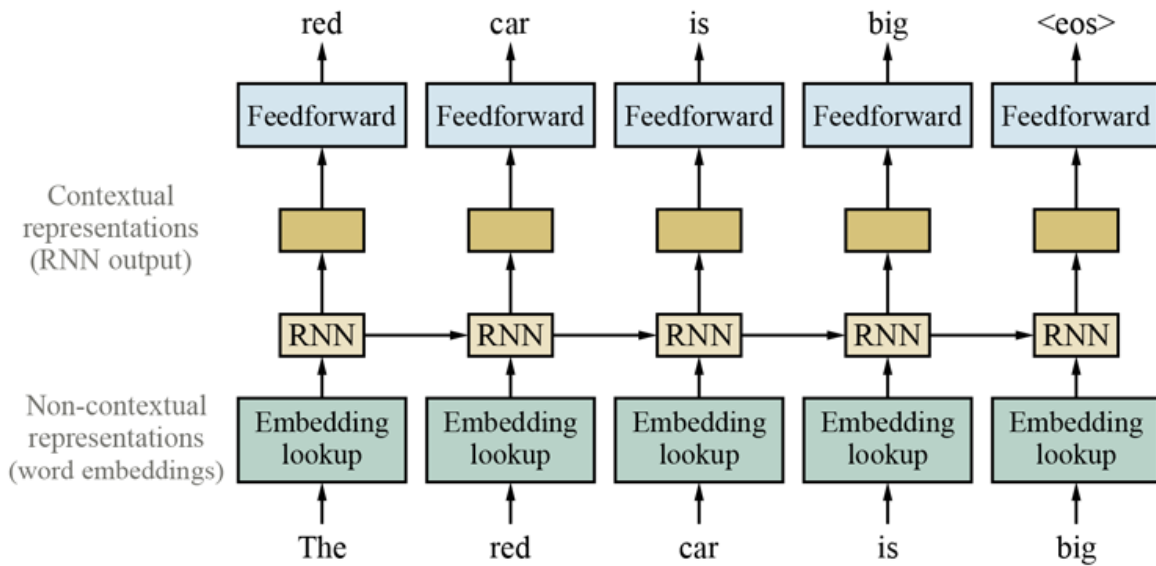 red car is big <eos>
Feedforward Feedforward Feedforward Feedforward Feedforward
Contextual
representations
(RNN output)
RNN RNN RNN RNN RNN
Non-contextual
representations
(word embeddings)
Embedding
lookup
Embedding
lookup
Embedding
lookup
Embedding
lookup
Embedding
lookup
The red car is big